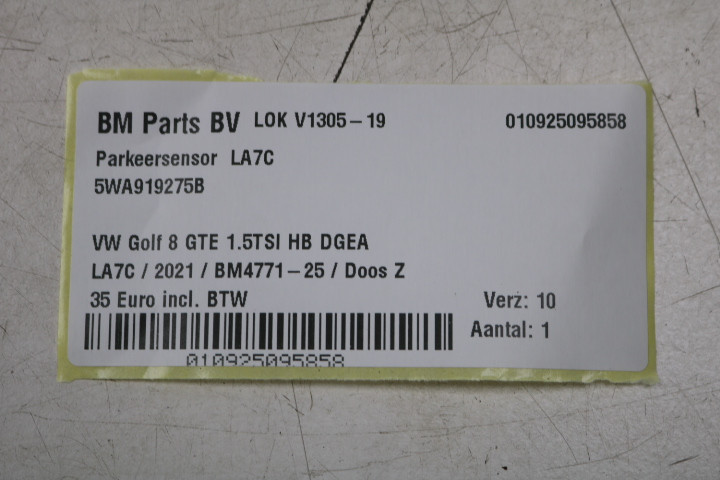 BM Parts BV LOK V1305-19 010925095858
Parkeersensor LA7C
5WA919275B
VW Golf 8 GTE 1.5TSI HB DGEA
LA7C / 2021 / BM4771-25 / Doos Z
35 Euro incl. BTW Verz: 10
Aantal: 1
010925095858